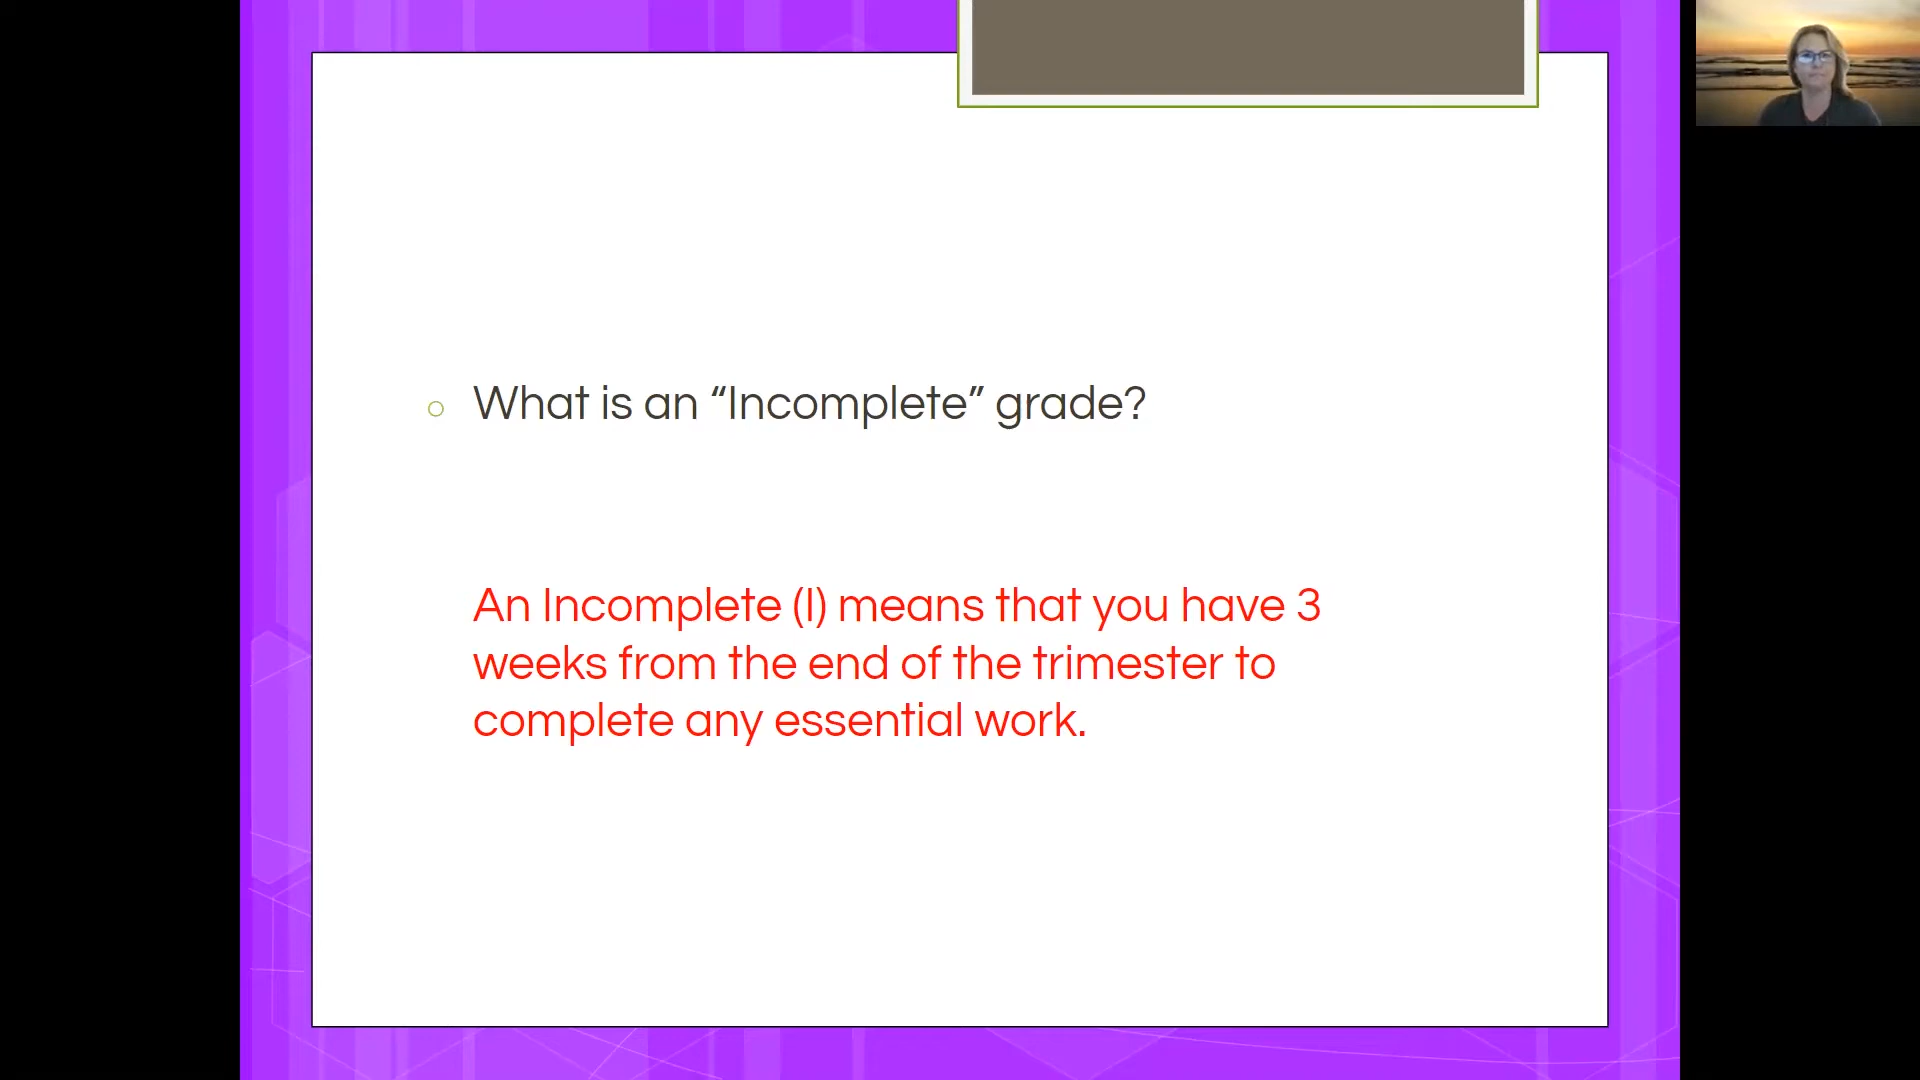 What is an “Incomplete” grade?
An Incomplete (I) means that you have 3
weeks from the end of the trimester to
complete any essential work.